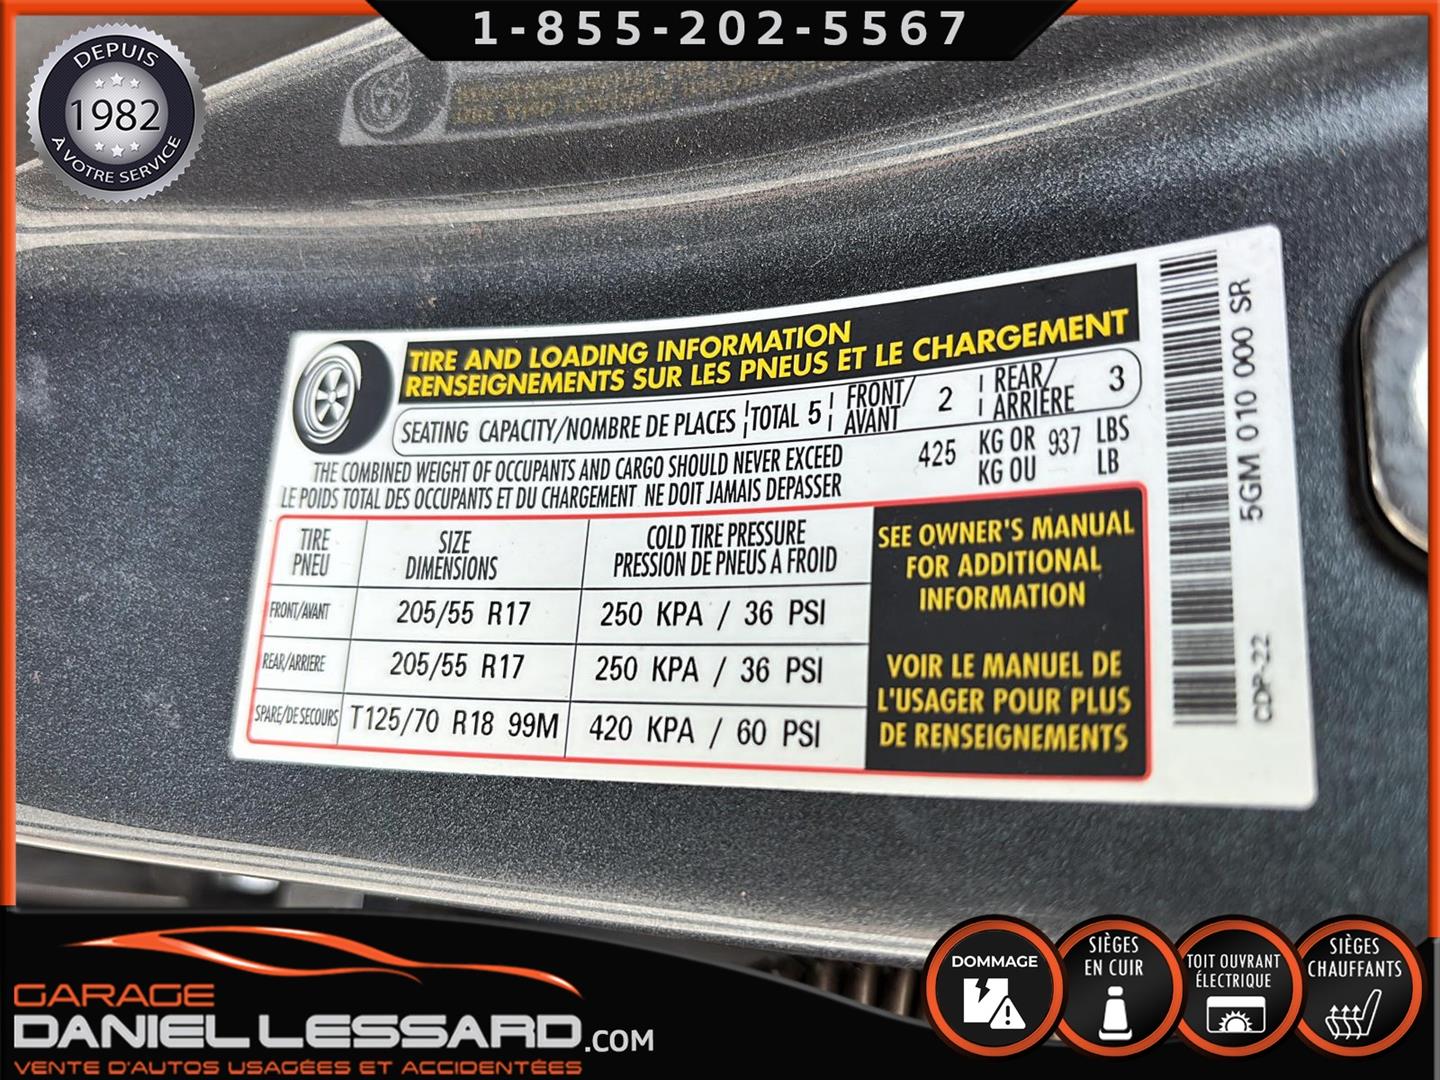 1-855-202-5567
DEPUIS
1982
À VOTRE SERVICE
TIRE AND LOADING INFORMATION
RENSEIGNEMENTS SUR LES PNEUS ET LE CHARGEMENT
SEATING CAPACITY/NOMBRE DE PLACES TOTAL 5 FRONT/AVANT 2 REAR/ARRIÈRE 3
THE COMBINED WEIGHT OF OCCUPANTS AND CARGO SHOULD NEVER EXCEED 425 KG OR 937 LBS
LE POIDS TOTAL DES OCCUPANTS ET DU CHARGEMENT NE DOIT JAMAIS DEPASSER KG OU LB
TIRE SIZE COLD TIRE PRESSURE
PNEU DIMENSIONS PRESSION DE PNEUS A FROID
FRONT/AVANT 205/55 R17 250 KPA / 36 PSI
REAR/ARRIERE 205/55 R17 250 KPA / 36 PSI
SPARE/DE SECOURS T125/70 R18 99M 420 KPA / 60 PSI
SEE OWNER'S MANUAL
FOR ADDITIONAL
INFORMATION
VOIR LE MANUEL DE
L'USAGER POUR PLUS
DE RENSEIGNEMENTS
5GM 010 000 SR
CDP-22
GARAGE
DANIEL LESSARD.COM
VENTE D'AUTOS USAGÉES ET ACCIDENTÉES
DOMMAGE
SIÈGES
EN CUIR
TOIT OUVRANT
ÉLECTRIQUE
SIÈGES
CHAUFFANTS